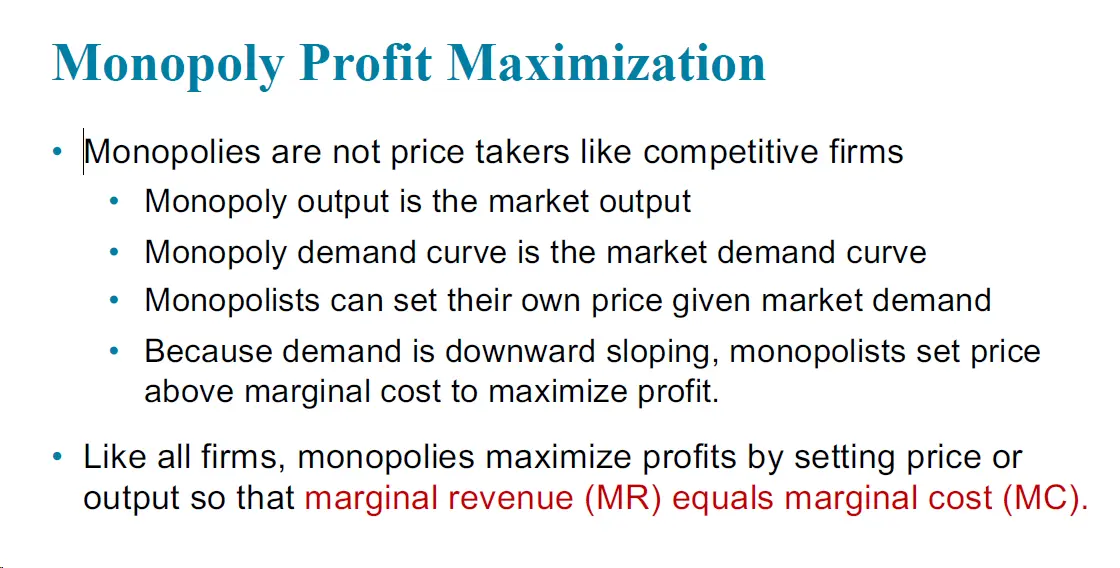 Monopoly Profit Maximization
• Monopolies are not price takers like competitive firms
• Monopoly output is the market output
• Monopoly demand curve is the market demand curve
• Monopolists can set their own price given market demand
• Because demand is downward sloping, monopolists set price
above marginal cost to maximize profit.
• Like all firms, monopolies maximize profits by setting price or
output so that marginal revenue (MR) equals marginal cost (MC).